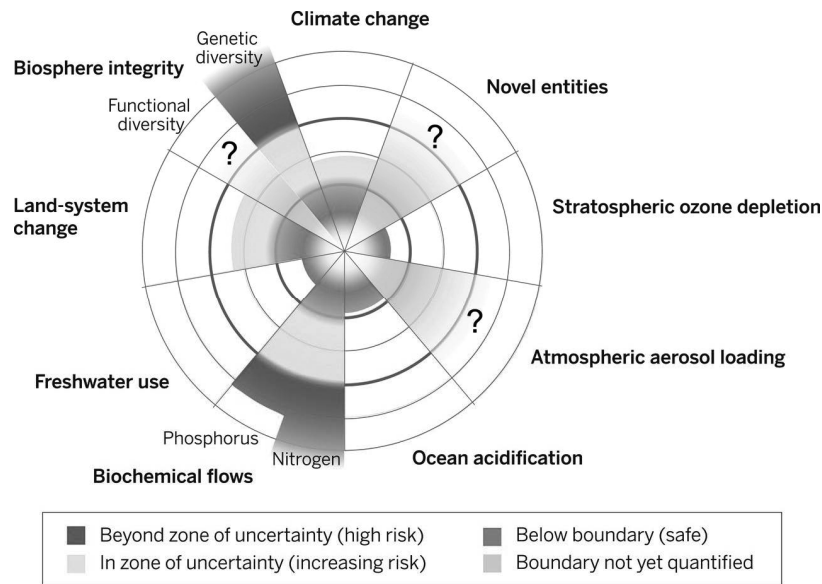 Climate change
Genetic
diversity
Biosphere integrity
Novel entities
Functional
diversity
?
?
Land-system
change
Stratospheric ozone depletion
?
Atmospheric aerosol loading
Freshwater use
Phosphorus
Nitrogen
Ocean acidification
Biochemical flows
Beyond zone of uncertainty (high risk)
Below boundary (safe)
In zone of uncertainty (increasing risk)
Boundary not yet quantified